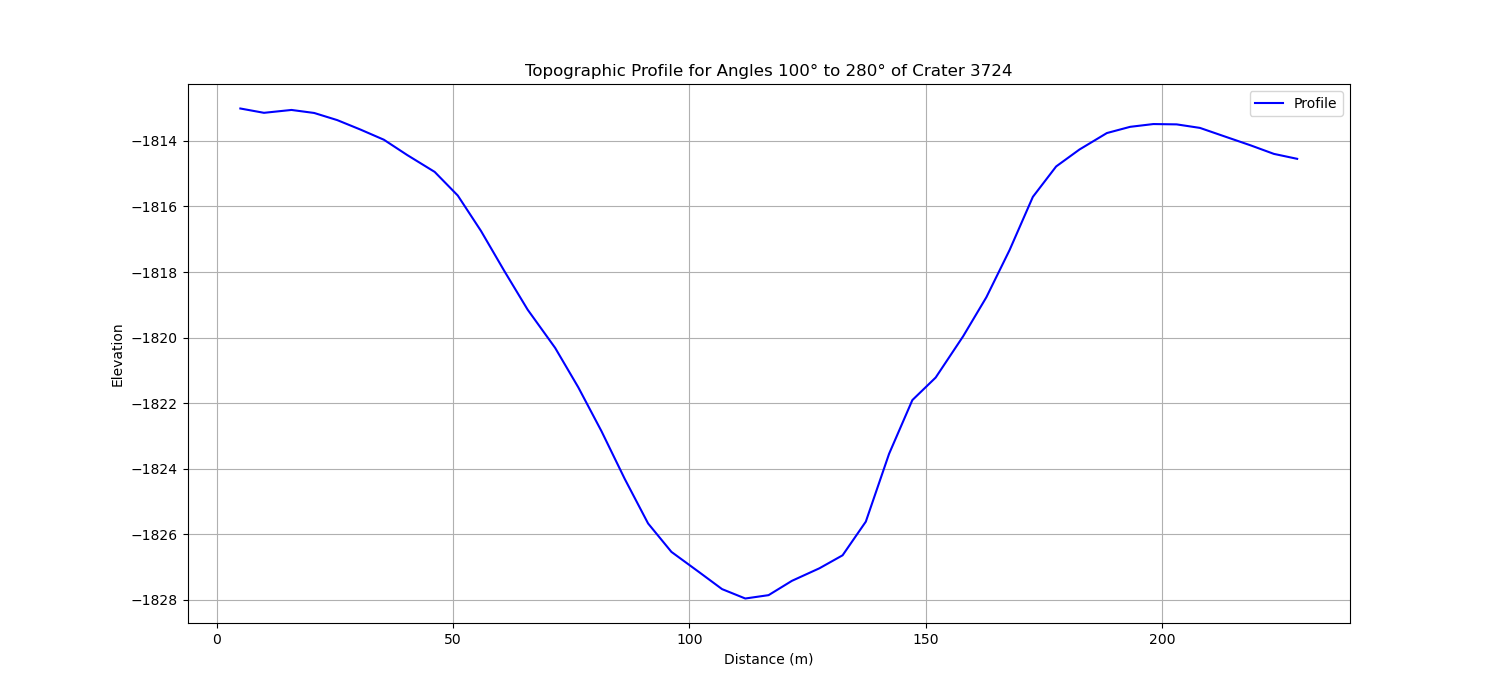 Topographic Profile for Angles 100° to 280° of Crater 3724
Profile
−1814
−1816
−1818
−1820
−1822
−1824
−1826
−1828
Elevation
0 50 100 150 200
Distance (m)